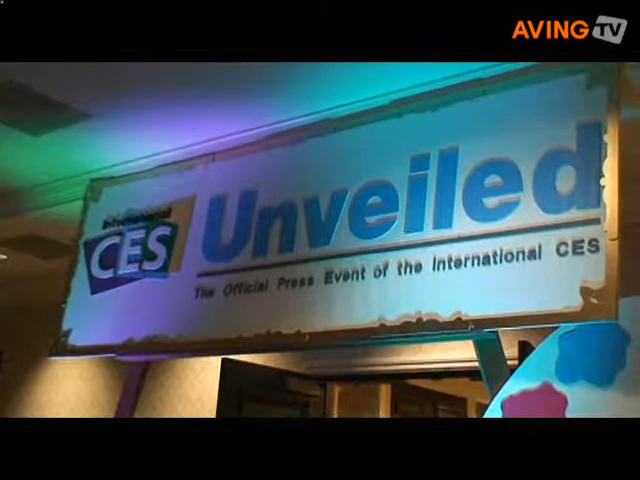 AVING TV
International
CES
Unveiled
The Official Press Event of the International CES